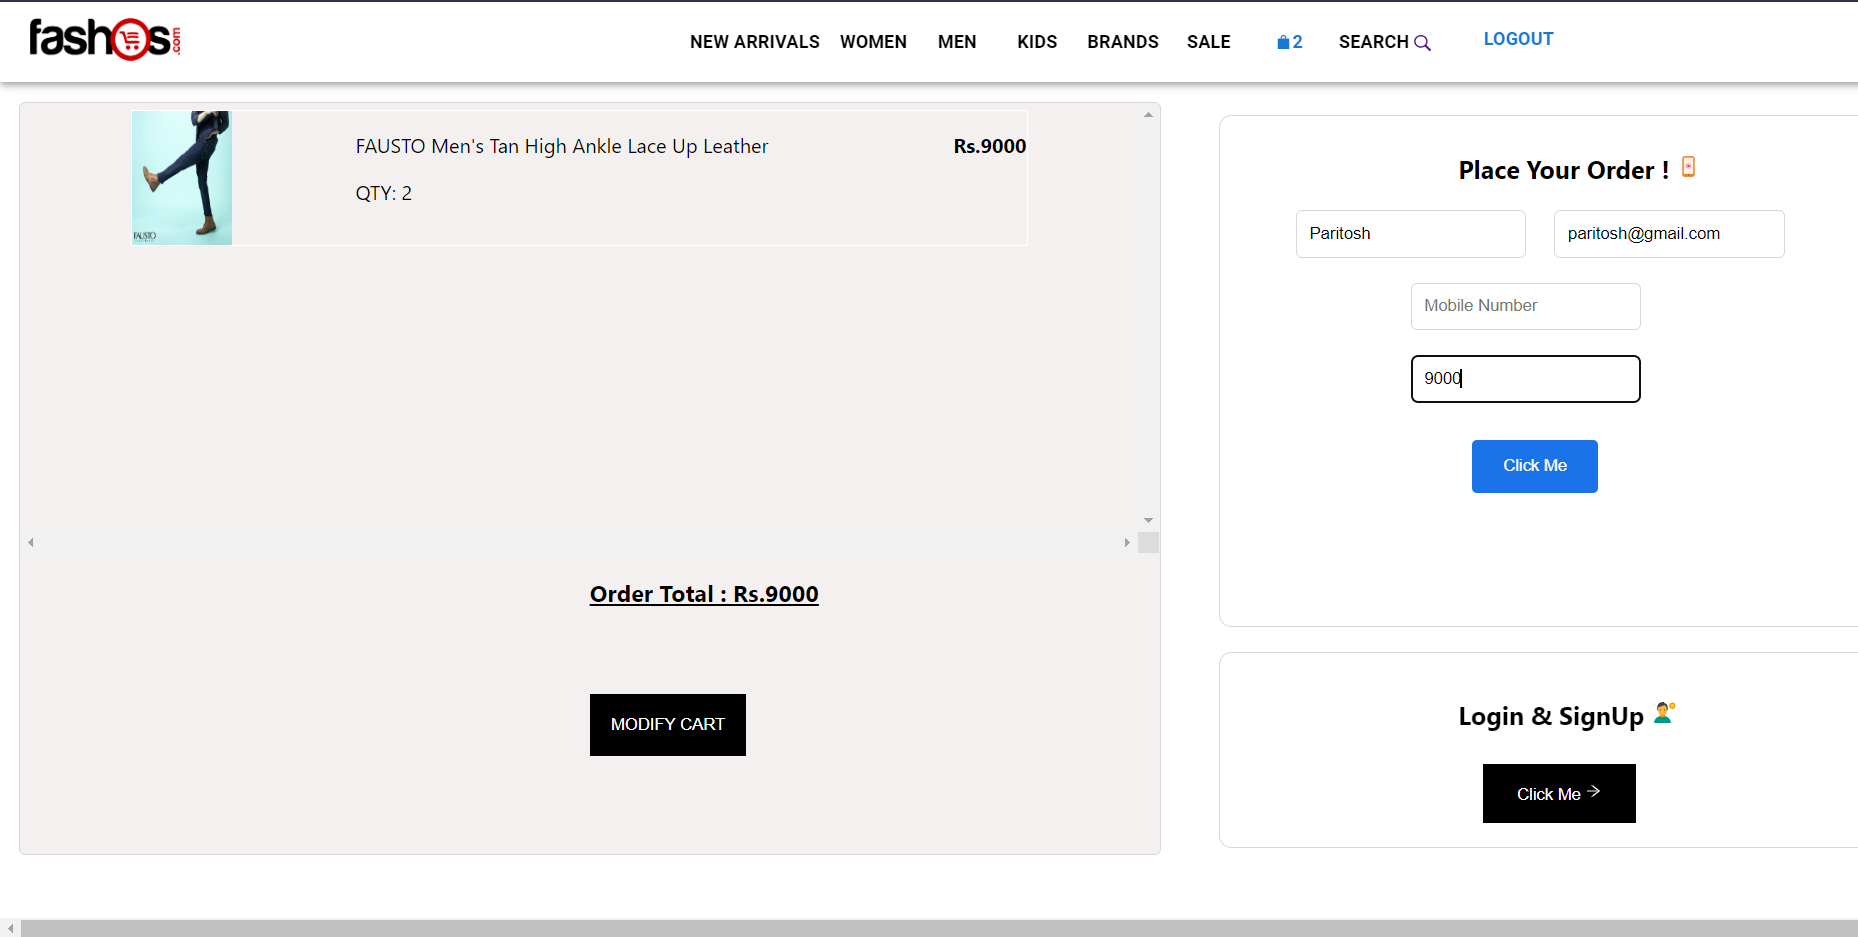 fashos.com
NEW ARRIVALS WOMEN MEN KIDS BRANDS SALE 2 SEARCH LOGOUT
FAUSTO Men's Tan High Ankle Lace Up Leather Rs.9000
QTY: 2
FAUSTO
Order Total : Rs.9000
MODIFY CART
Place Your Order !
Paritosh paritosh@gmail.com
Mobile Number
9000
Click Me
Login & SignUp
Click Me